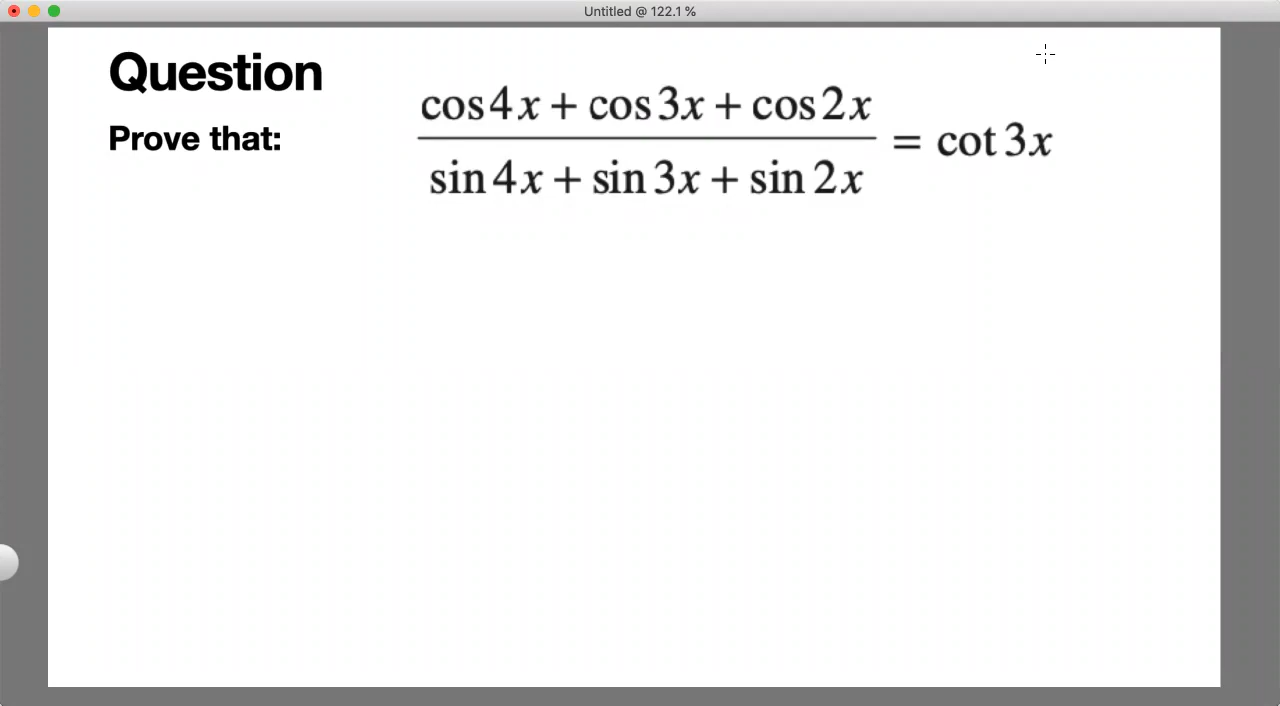 Untitled @ 122.1 %
Question
Prove that:
cos 4x + cos 3x + cos 2x
sin 4x + sin 3x + sin 2x
= cot 3x